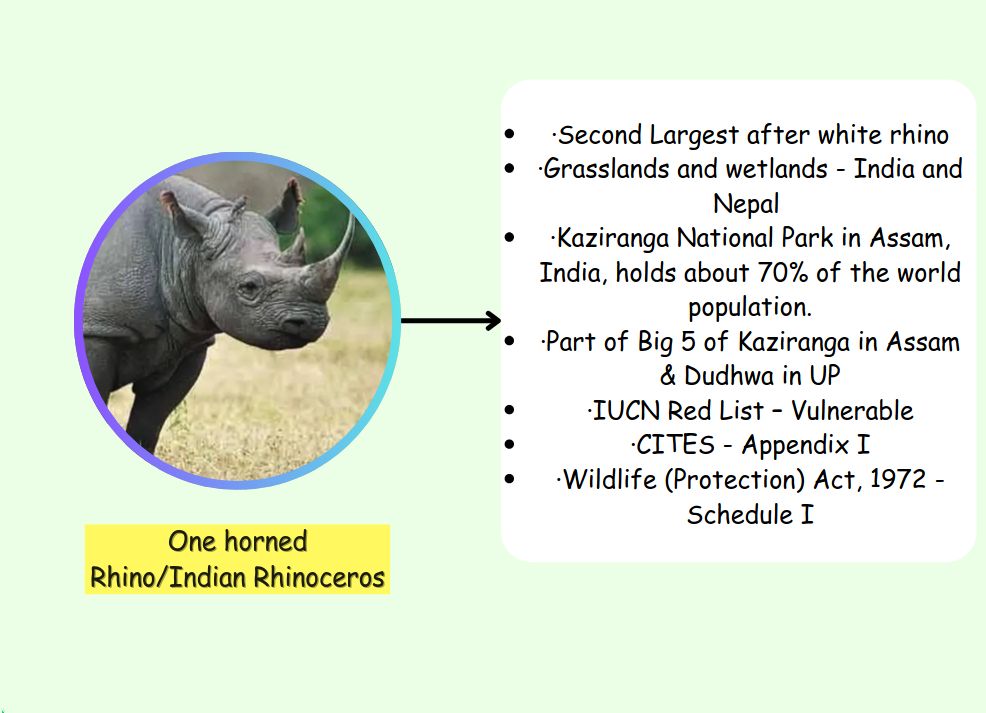 • ·Second Largest after white rhino
• ·Grasslands and wetlands - India and
Nepal
• ·Kaziranga National Park in Assam,
India, holds about 70% of the world
population.
• ·Part of Big 5 of Kaziranga in Assam
& Dudhwa in UP
• ·IUCN Red List – Vulnerable
• ·CITES - Appendix I
• ·Wildlife (Protection) Act, 1972 -
Schedule I
One horned
Rhino/Indian Rhinoceros